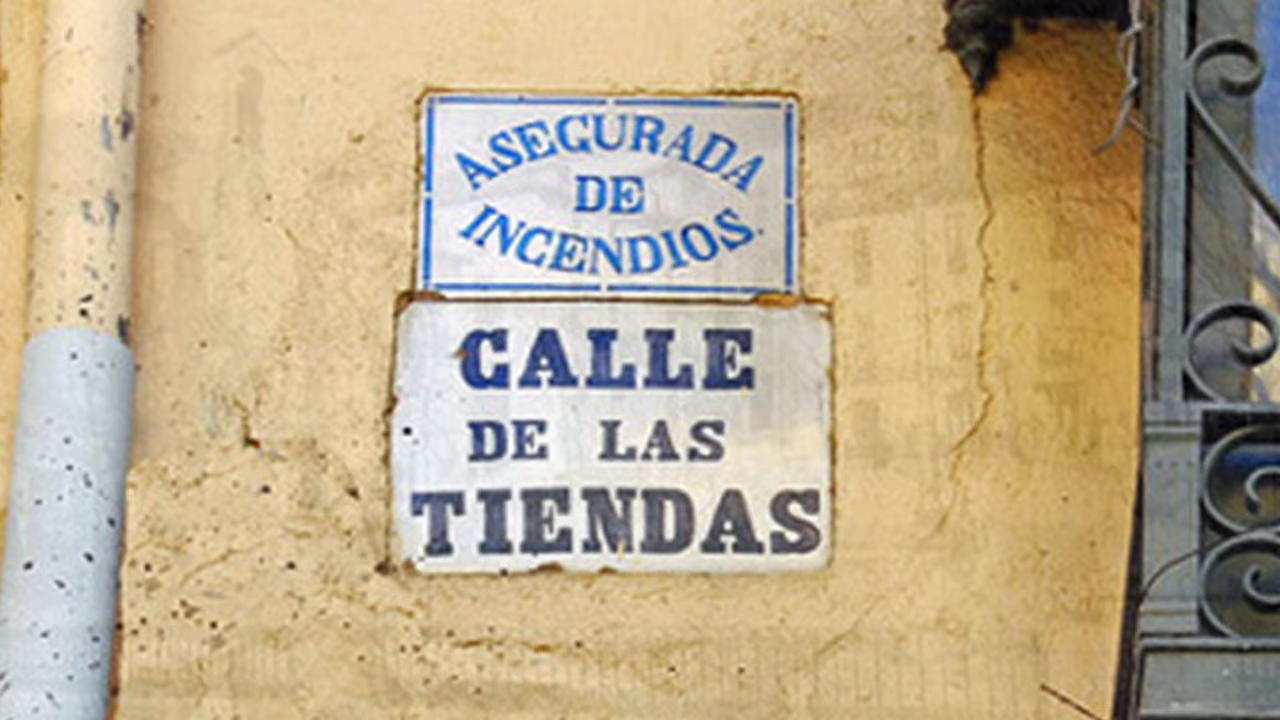 ASEGURADA
DE
INCENDIOS.
CALLE
DE LAS
TIENDAS